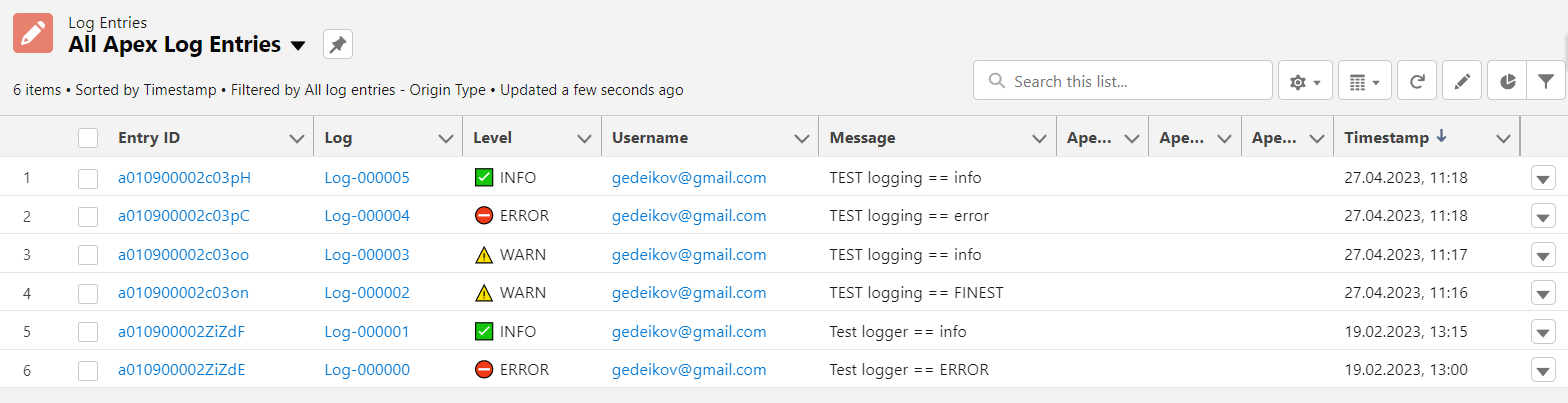 Log Entries
All Apex Log Entries
6 items • Sorted by Timestamp • Filtered by All log entries - Origin Type • Updated a few seconds ago
Search this list...
Entry ID Log Level Username Message Ape... Ape... Ape... Timestamp
1 a010900002c03pH Log-000005 INFO gedeikov@gmail.com TEST logging == info 27.04.2023, 11:18
2 a010900002c03pC Log-000004 ERROR gedeikov@gmail.com TEST logging == error 27.04.2023, 11:18
3 a010900002c03oo Log-000003 WARN gedeikov@gmail.com TEST logging == info 27.04.2023, 11:17
4 a010900002c03on Log-000002 WARN gedeikov@gmail.com TEST logging == FINEST 27.04.2023, 11:16
5 a010900002ZiZdF Log-000001 INFO gedeikov@gmail.com Test logger == info 19.02.2023, 13:15
6 a010900002ZiZdE Log-000000 ERROR gedeikov@gmail.com Test logger == ERROR 19.02.2023, 13:00